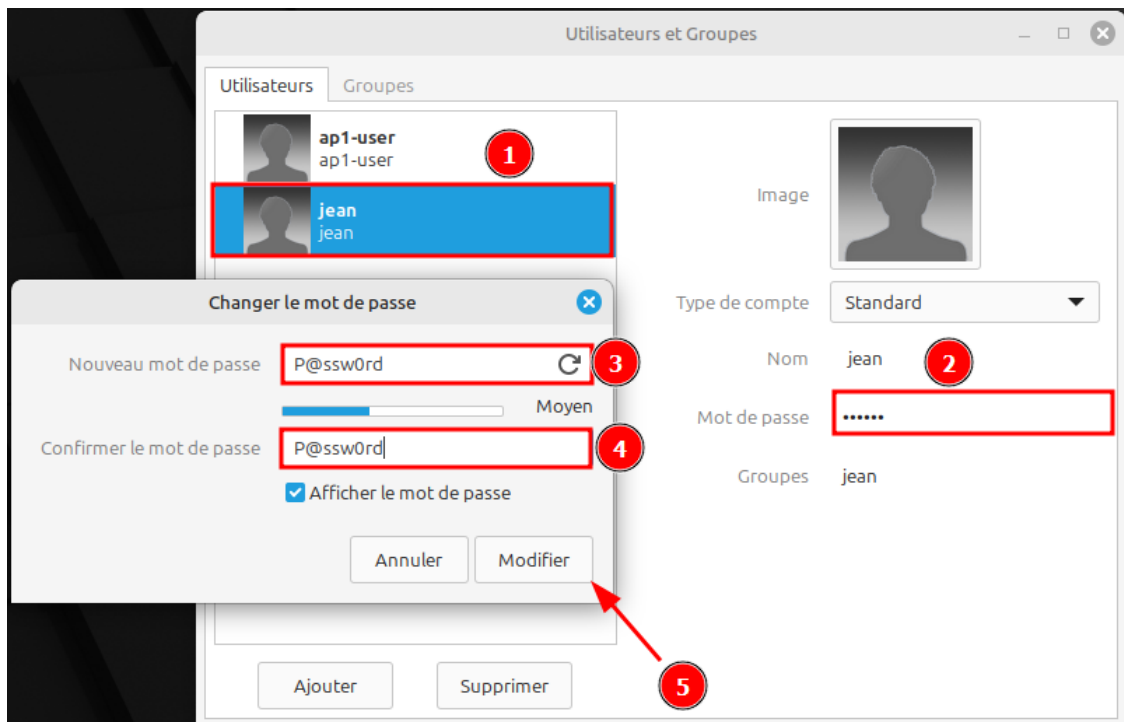 Utilisateurs et Groupes
Utilisateurs
Groupes
ap1-user
ap1-user
1
jean
jean
Image
Type de compte
Standard
Nom
jean
2
Mot de passe
••••••
Groupes
jean
Changer le mot de passe
Nouveau mot de passe
P@ssw0rd
3
Moyen
Confirmer le mot de passe
P@ssw0rd
4
Afficher le mot de passe
Annuler
Modifier
Ajouter
Supprimer
5